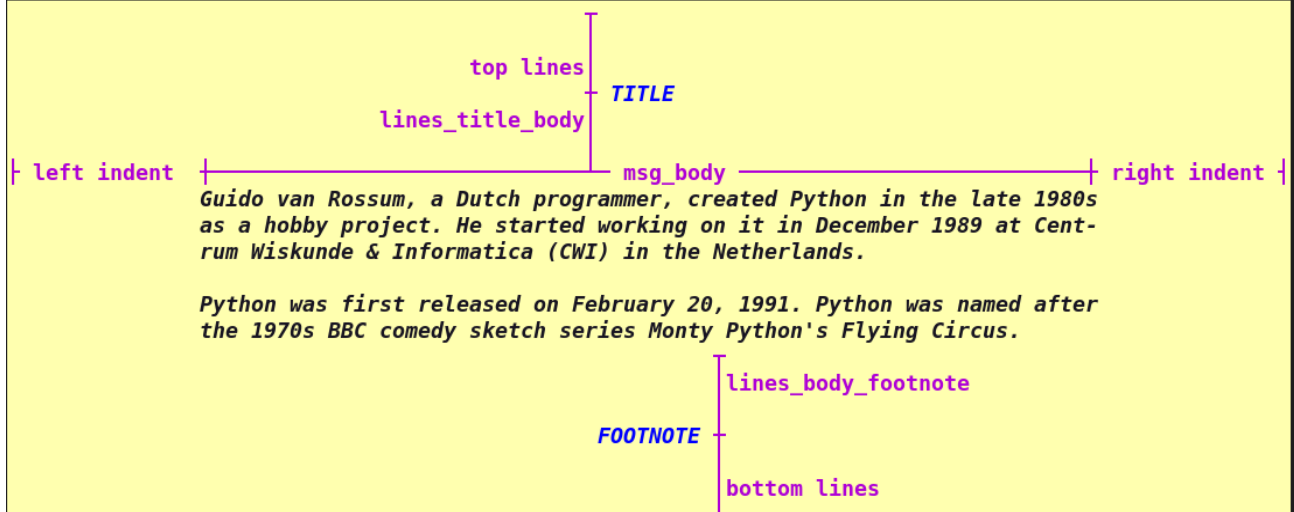 top lines
TITLE
lines_title_body
left indent msg_body right indent
Guido van Rossum, a Dutch programmer, created Python in the late 1980s
as a hobby project. He started working on it in December 1989 at Cent-
rum Wiskunde & Informatica (CWI) in the Netherlands.

Python was first released on February 20, 1991. Python was named after
the 1970s BBC comedy sketch series Monty Python's Flying Circus.
lines_body_footnote
FOOTNOTE
bottom lines